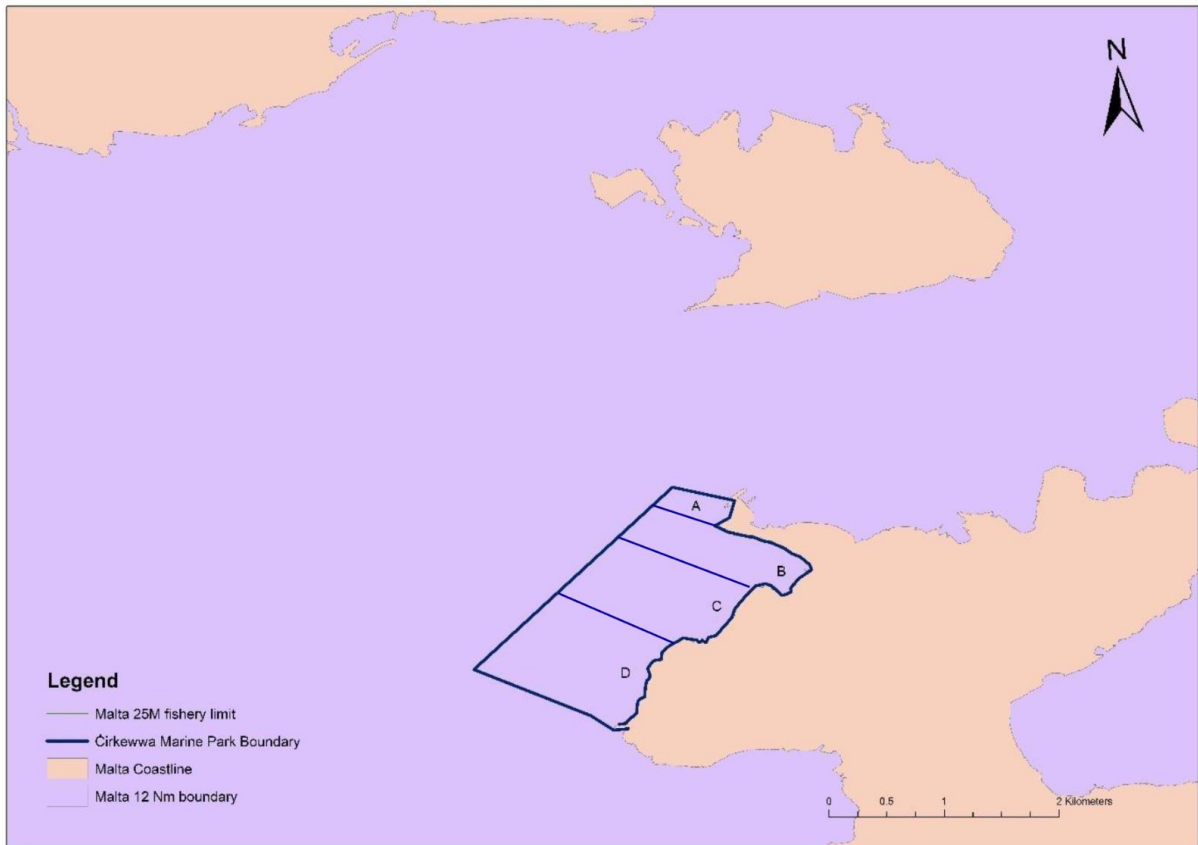 N
A
B
C
D
Legend
Malta 25M fishery limit
Ċirkewwa Marine Park Boundary
Malta Coastline
Malta 12 Nm boundary
0 0.5 1 2 Kilometers